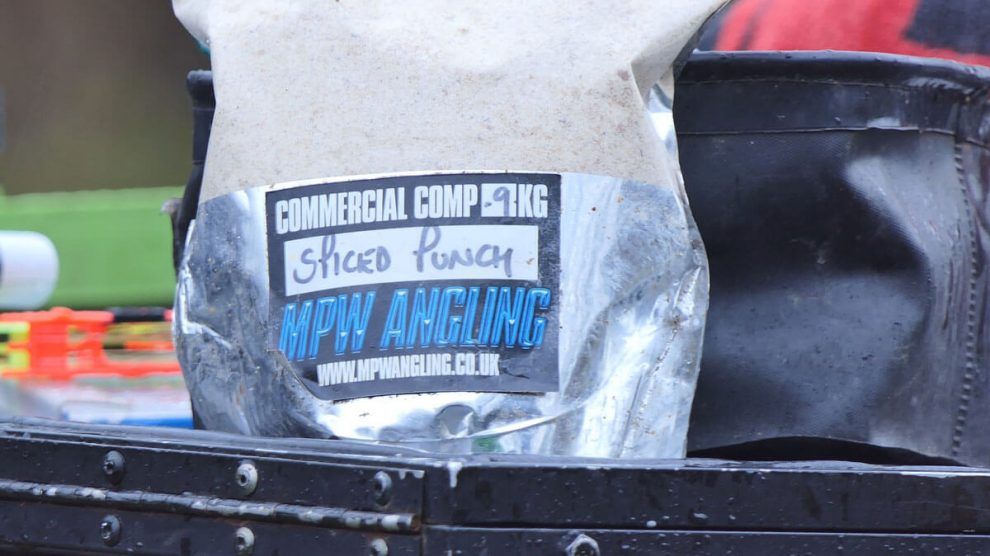 COMMERCIAL COMP .9 KG
SPICED PUNCH
MPW ANGLING
WWW.MPWANGLING.CO.UK